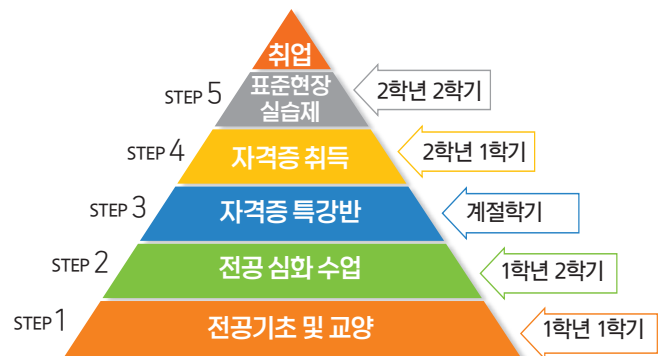 취업
STEP 5
표준현장
실습제
2학년 2학기
STEP 4
자격증 취득
2학년 1학기
STEP 3
자격증 특강반
계절학기
STEP 2
전공 심화 수업
1학년 2학기
STEP 1
전공기초 및 교양
1학년 1학기